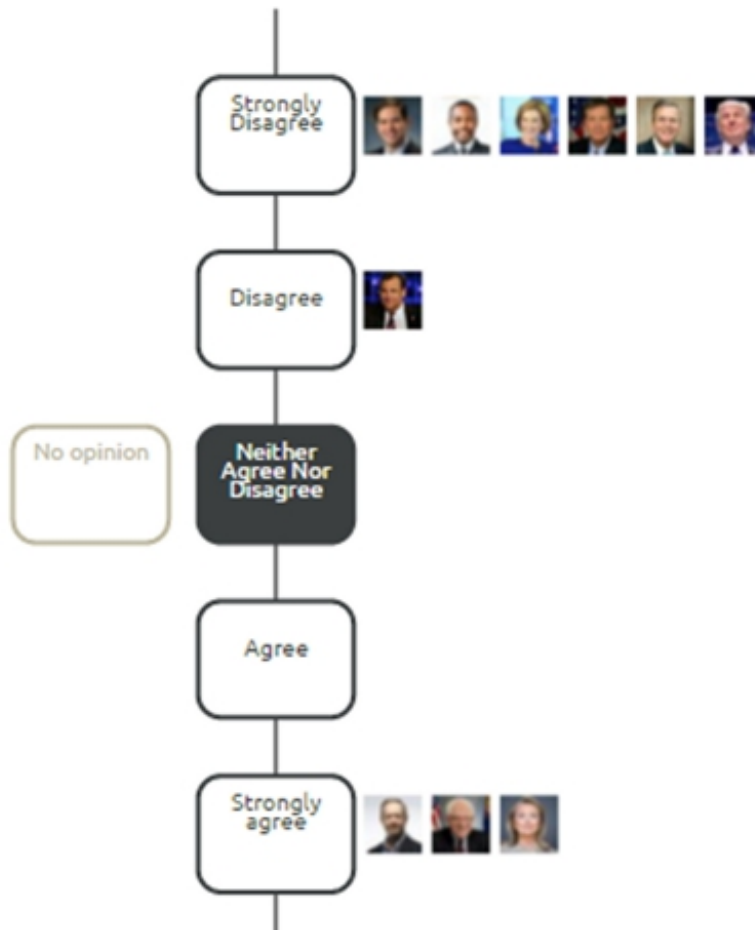 Strongly
Disagree
Disagree
No opinion
Neither
Agree Nor
Disagree
Agree
Strongly
agree